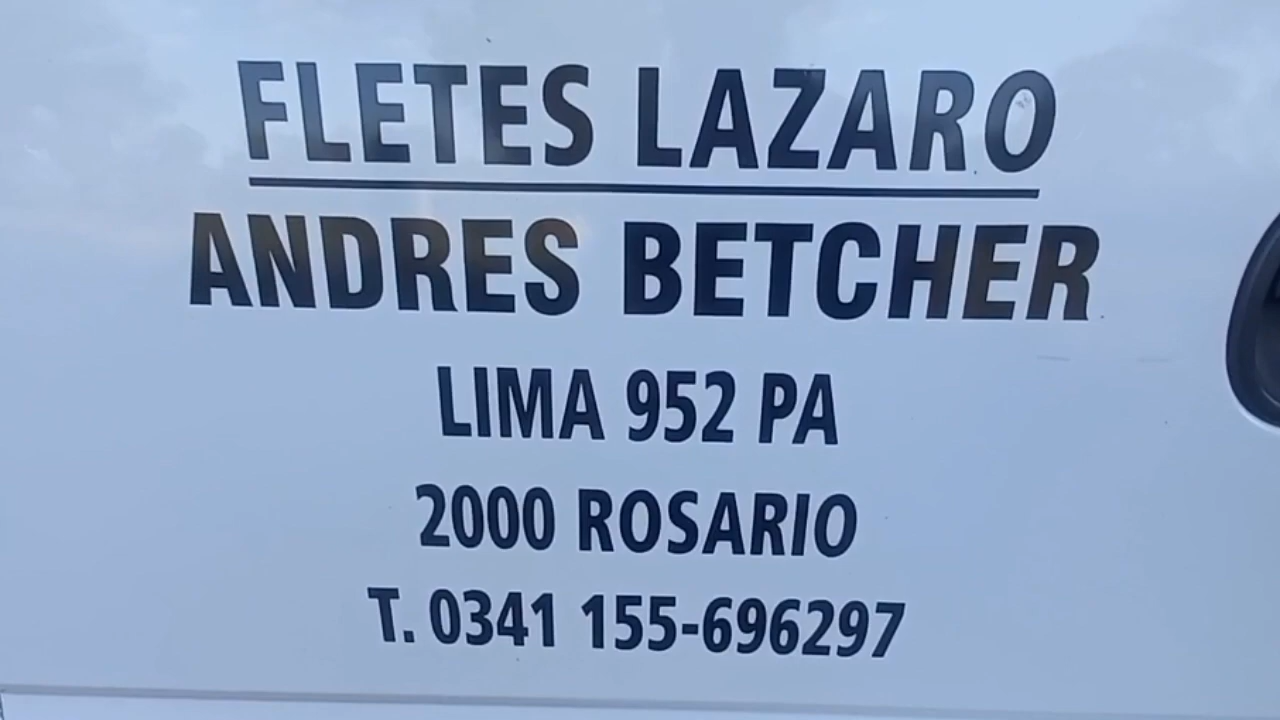 FLETES LAZARO
ANDRES BETCHER
LIMA 952 PA
2000 ROSARIO
T. 0341 155-696297